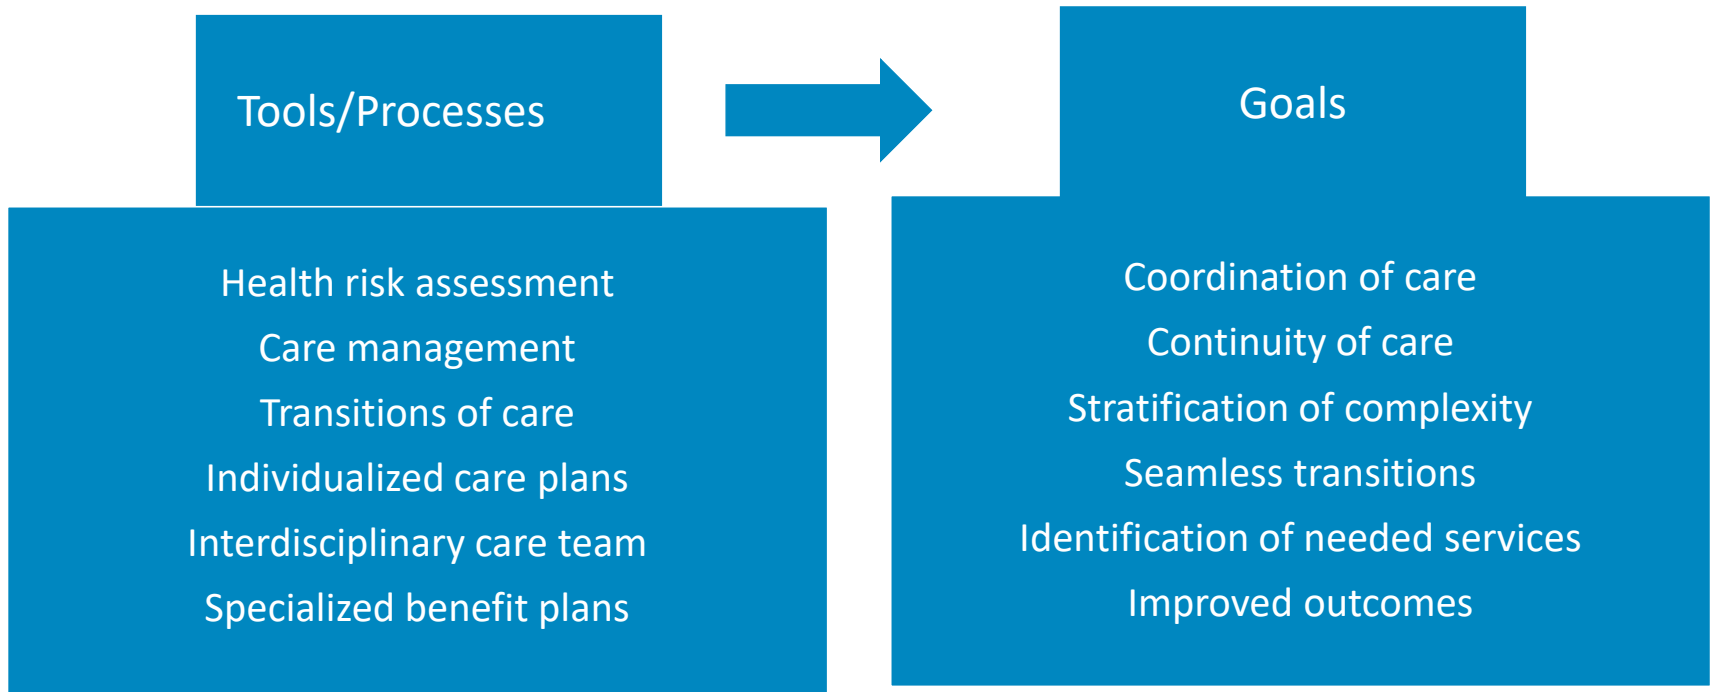 Tools/Processes
Health risk assessment
Care management
Transitions of care
Individualized care plans
Interdisciplinary care team
Specialized benefit plans
Goals
Coordination of care
Continuity of care
Stratification of complexity
Seamless transitions
Identification of needed services
Improved outcomes